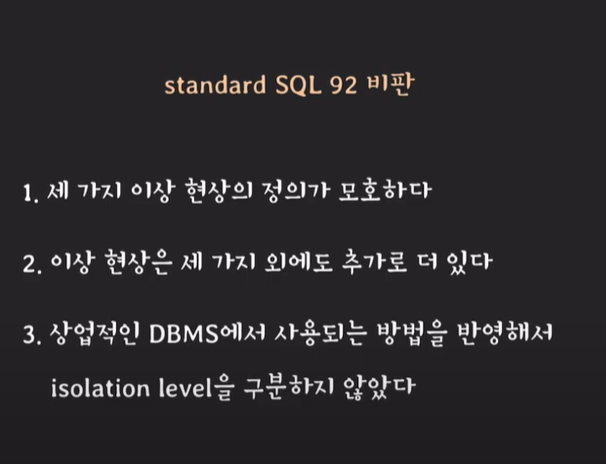 standard SQL 92 비판
1. 세 가지 이상 현상의 정의가 모호하다
2. 이상 현상은 세 가지 외에도 추가로 더 있다
3. 상업적인 DBMS에서 사용되는 방법을 반영해서
isolation level을 구분하지 않았다